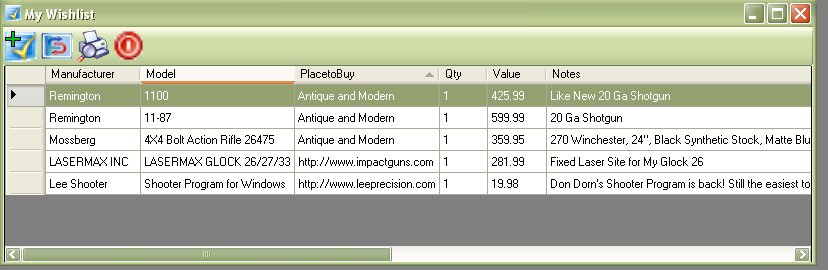 My Wishlist
Manufacturer Model PlacetoBuy Qty Value Notes
Remington 1100 Antique and Modern 1 425.99 Like New 20 Ga Shotgun
Remington 11-87 Antique and Modern 1 599.99 20 Ga Shotgun
Mossberg 4X4 Bolt Action Rifle 26475 Antique and Modern 1 359.95 270 Winchester, 24", Black Synthetic Stock, Matte Blu
LASERMAX INC LASERMAX GLOCK 26/27/33 http://www.impactguns.com 1 281.99 Fixed Laser Site for My Glock 26
Lee Shooter Shooter Program for Windows http://www.leeprecision.com 1 19.98 Don Dorn's Shooter Program is back! Still the easiest to